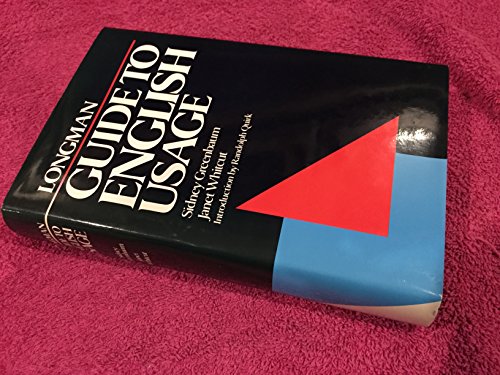 LONGMAN
GUIDE TO
ENGLISH
USAGE
Sidney Greenbaum
Janet Whitcut
Introduction by Randolph Quirk